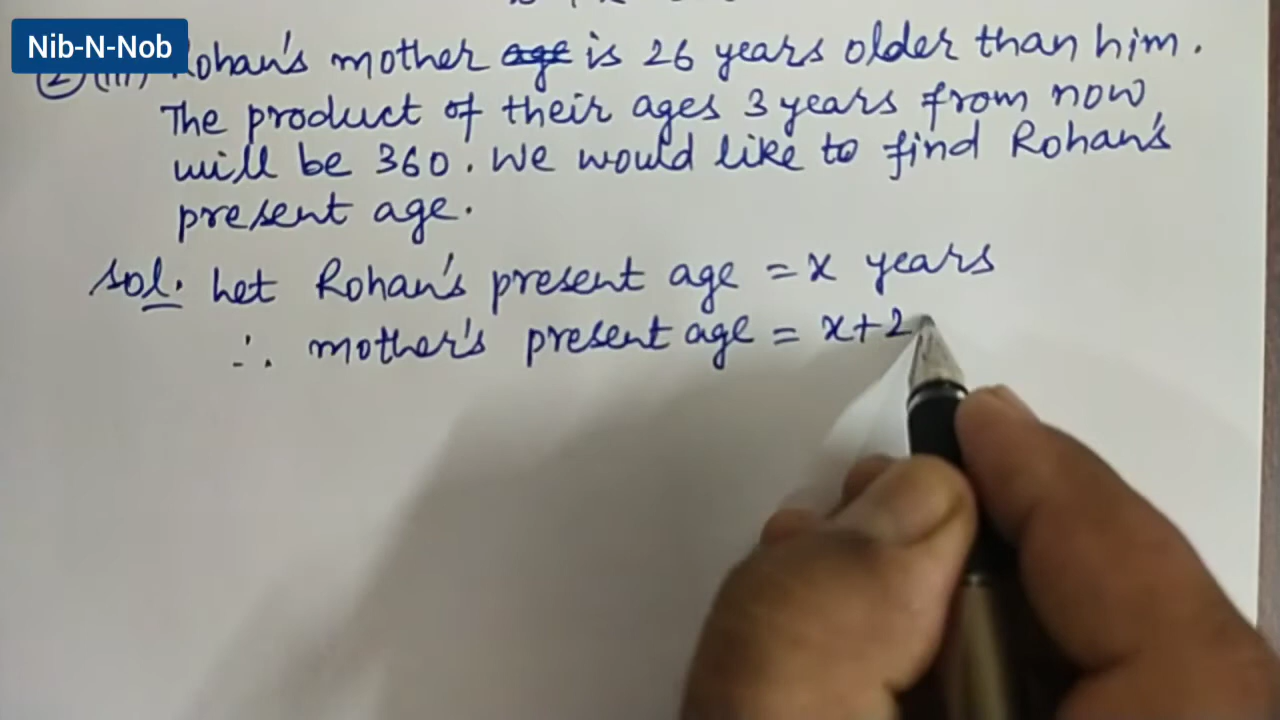 Nib-N-Nob
2 (iii) Rohan's mother age is 26 years older than him.
The product of their ages 3 years from now
will be 360. We would like to find Rohan's
present age.
Sol. Let Rohan's present age = x years
∴ mother's present age = x+2